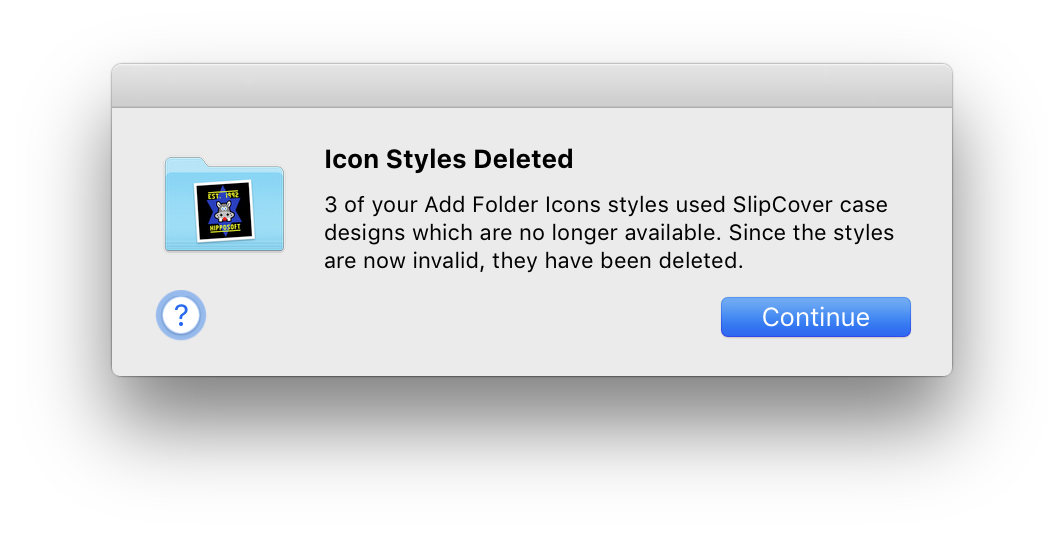 Icon Styles Deleted
3 of your Add Folder Icons styles used SlipCover case
designs which are no longer available. Since the styles
are now invalid, they have been deleted.
EST. 1992
HIPPOSOFT
?
Continue